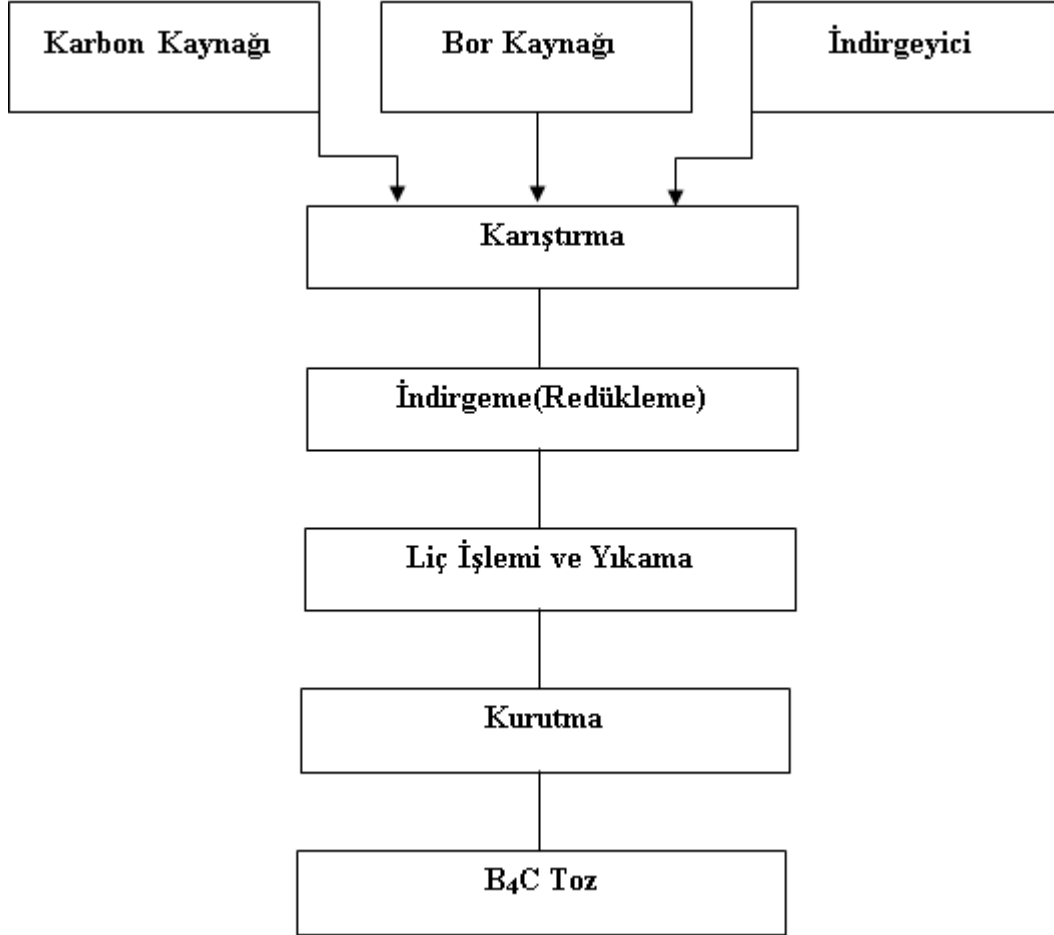 Karbon Kaynağı
Bor Kaynağı
İndirgeyici
Karıştırma
İndirgeme(Redükleme)
Liç İşlemi ve Yıkama
Kurutma
B₄C Toz